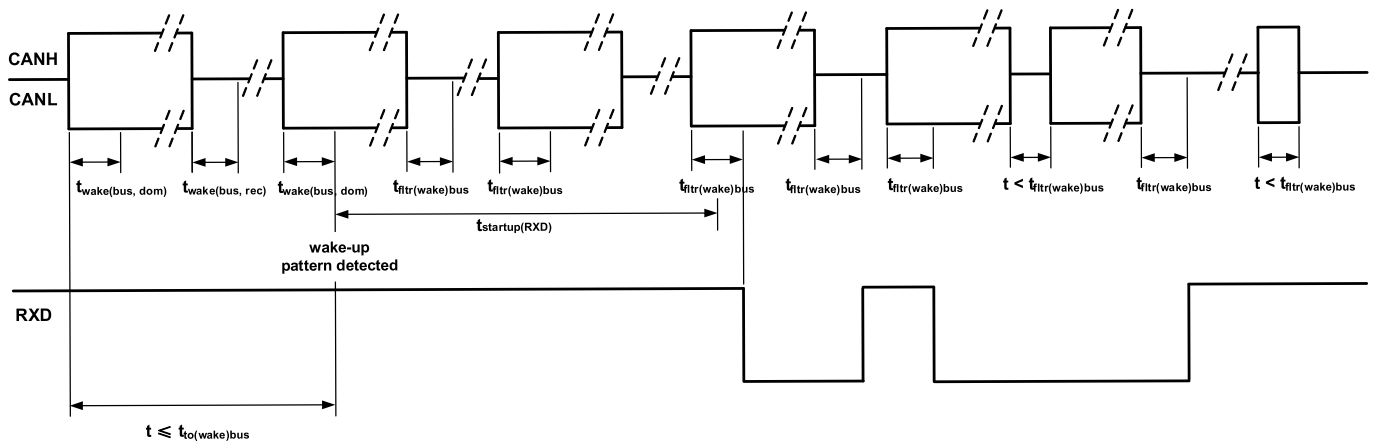 CANH
CANL
twake(bus, dom)
twake(bus, rec)
twake(bus, dom)
tfltr(wake)bus
tfltr(wake)bus
tfltr(wake)bus
tfltr(wake)bus
tfltr(wake)bus
t < tfltr(wake)bus
tfltr(wake)bus
t < tfltr(wake)bus
tstartup(RXD)
wake-up
pattern detected
RXD
t ⩽ tto(wake)bus